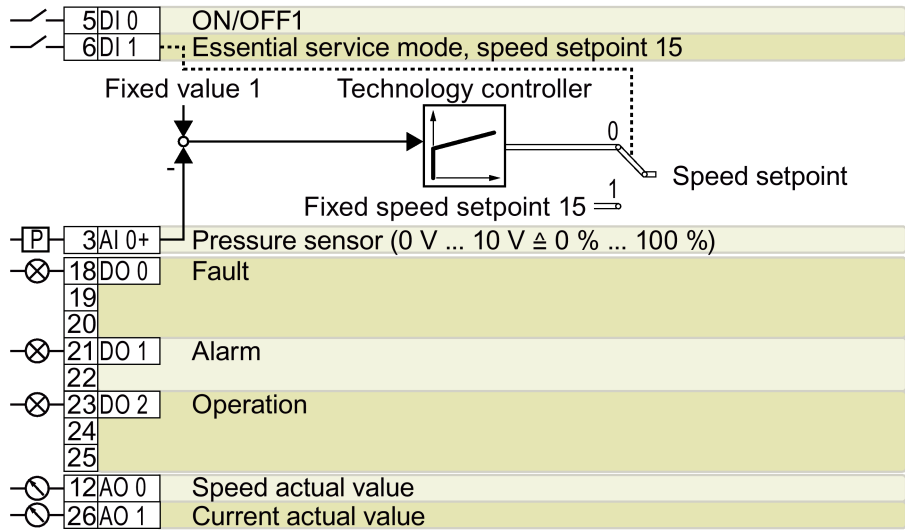 5 DI 0 ON/OFF1
6 DI 1 Essential service mode, speed setpoint 15
Fixed value 1 Technology controller
0
-
Speed setpoint
1
Fixed speed setpoint 15
P 3 AI 0+ Pressure sensor (0 V ... 10 V ≙ 0 % ... 100 %)
18 DO 0 Fault
19
20
21 DO 1 Alarm
22
23 DO 2 Operation
24
25
12 AO 0 Speed actual value
26 AO 1 Current actual value